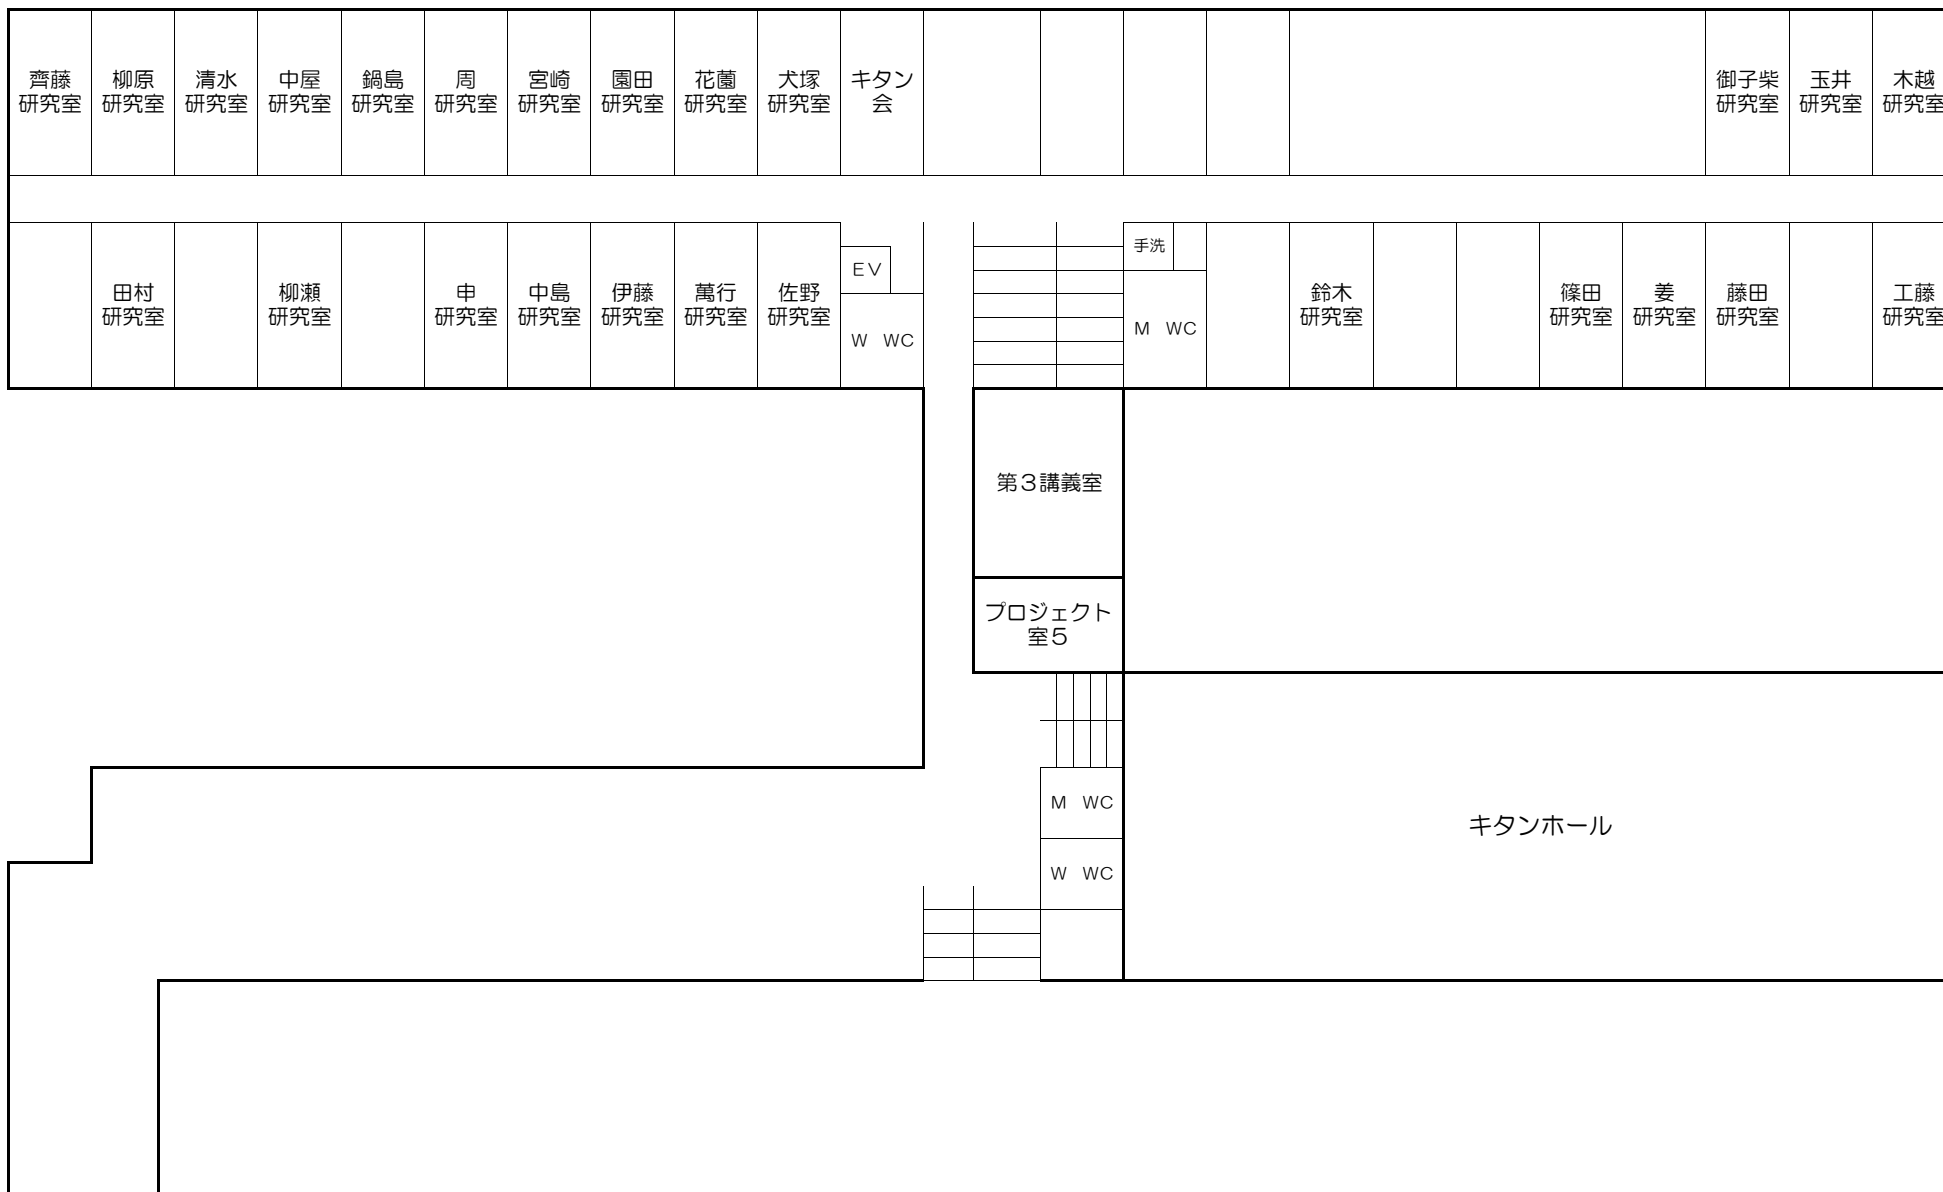 齊藤
研究室
柳原
研究室
清水
研究室
中屋
研究室
鍋島
研究室
周
研究室
宮崎
研究室
園田
研究室
花薗
研究室
犬塚
研究室
キタン
会
御子柴
研究室
玉井
研究室
木越
研究室
田村
研究室
柳瀬
研究室
申
研究室
中島
研究室
伊藤
研究室
萬行
研究室
佐野
研究室
ＥＶ
W WC
手洗
M WC
鈴木
研究室
篠田
研究室
姜
研究室
藤田
研究室
工藤
研究室
第３講義室
プロジェクト
室５
M WC
W WC
キタンホール